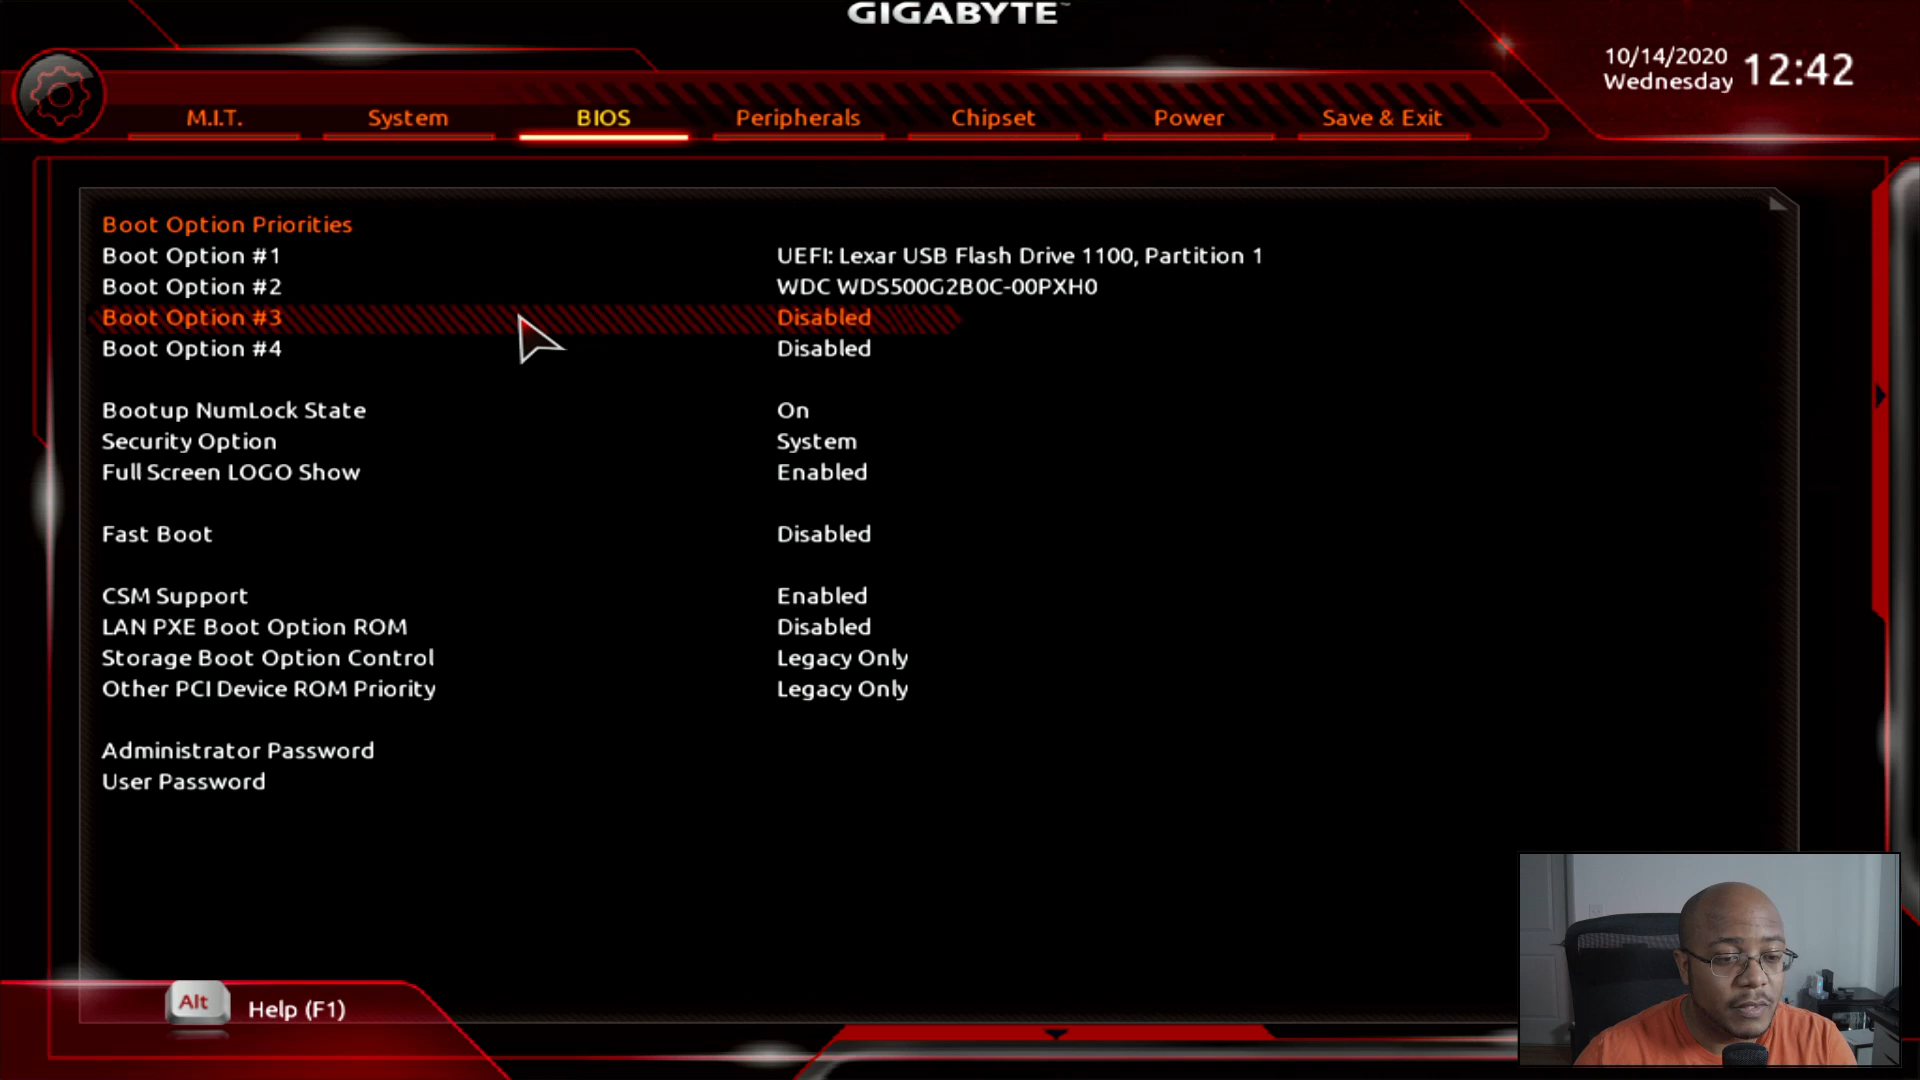 GIGABYTE™
10/14/2020
Wednesday
12:42
M.I.T. System BIOS Peripherals Chipset Power Save & Exit
Boot Option Priorities
Boot Option #1 UEFI: Lexar USB Flash Drive 1100, Partition 1
Boot Option #2 WDC WDS500G2B0C-00PXH0
Boot Option #3 Disabled
Boot Option #4 Disabled
Bootup NumLock State On
Security Option System
Full Screen LOGO Show Enabled
Fast Boot Disabled
CSM Support Enabled
LAN PXE Boot Option ROM Disabled
Storage Boot Option Control Legacy Only
Other PCI Device ROM Priority Legacy Only
Administrator Password
User Password
Alt Help (F1)